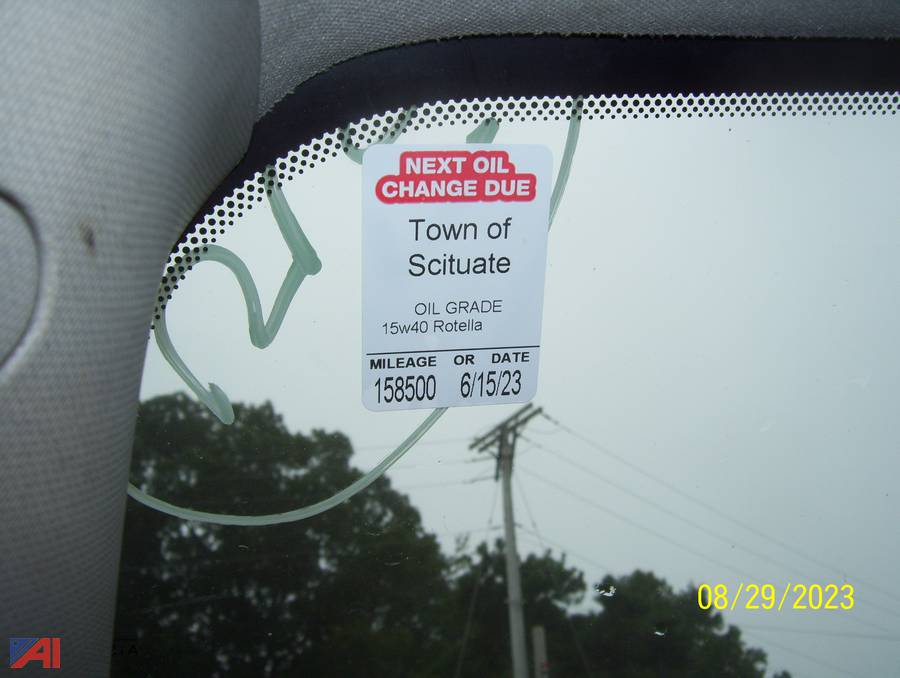 NEXT OIL
CHANGE DUE
Town of
Scituate
OIL GRADE
15w40 Rotella
MILEAGE OR DATE
158500 6/15/23
08/29/2023
AI